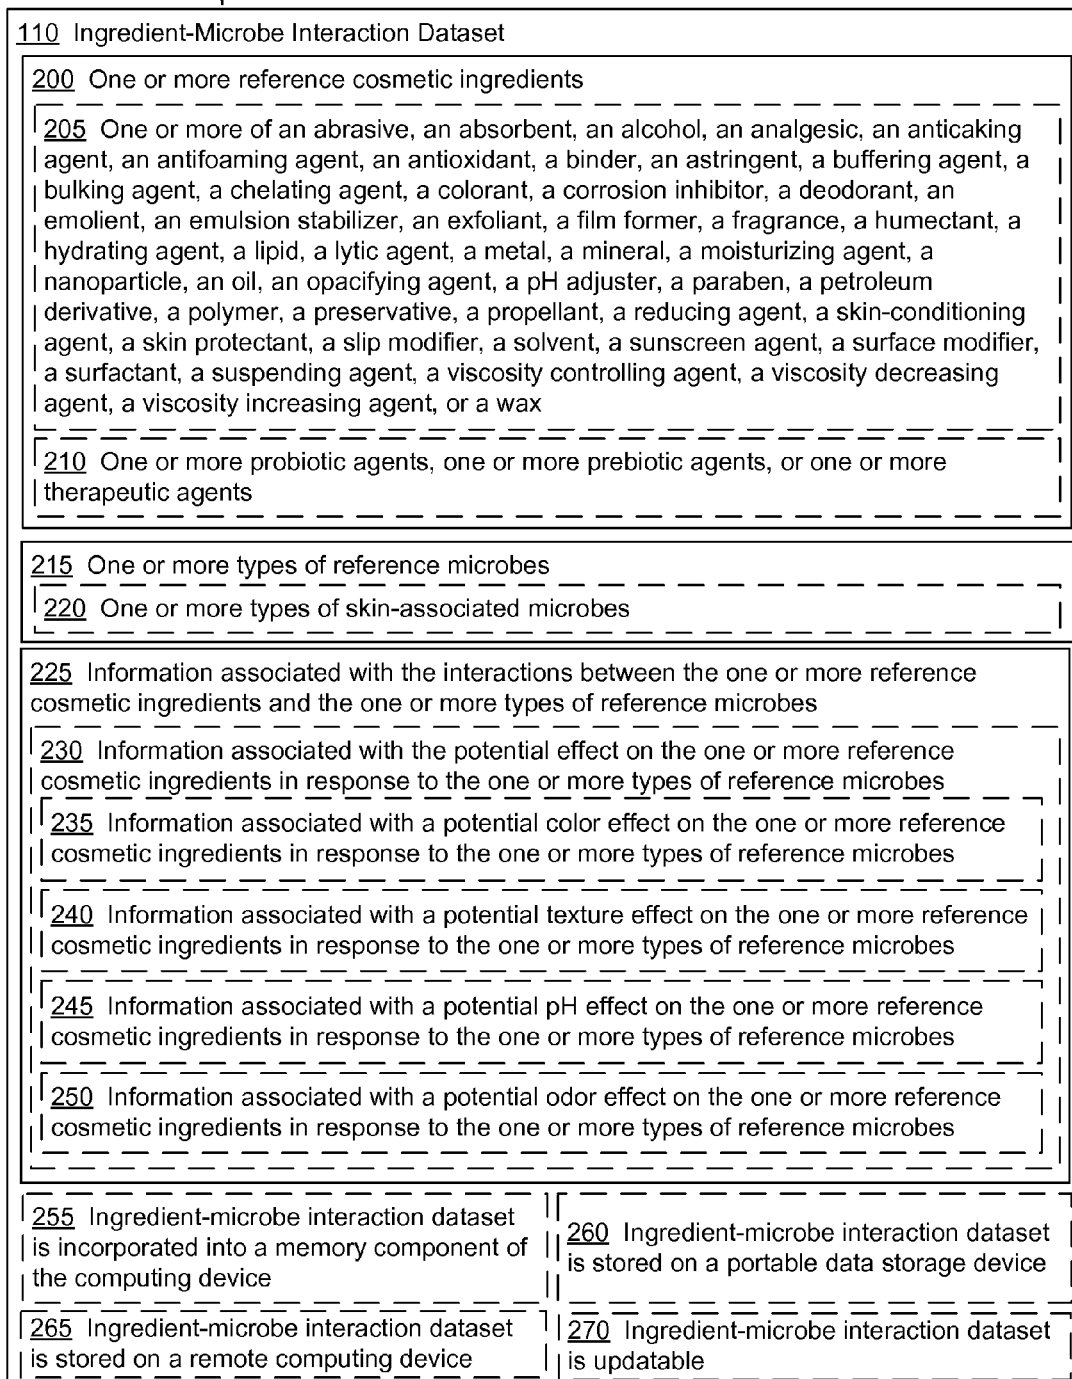 110 Ingredient-Microbe Interaction Dataset
200 One or more reference cosmetic ingredients
205 One or more of an abrasive, an absorbent, an alcohol, an analgesic, an anticaking
agent, an antifoaming agent, an antioxidant, a binder, an astringent, a buffering agent, a
bulking agent, a chelating agent, a colorant, a corrosion inhibitor, a deodorant, an
emolient, an emulsion stabilizer, an exfoliant, a film former, a fragrance, a humectant, a
hydrating agent, a lipid, a lytic agent, a metal, a mineral, a moisturizing agent, a
nanoparticle, an oil, an opacifying agent, a pH adjuster, a paraben, a petroleum
derivative, a polymer, a preservative, a propellant, a reducing agent, a skin-conditioning
agent, a skin protectant, a slip modifier, a solvent, a sunscreen agent, a surface modifier,
a surfactant, a suspending agent, a viscosity controlling agent, a viscosity decreasing
agent, a viscosity increasing agent, or a wax
210 One or more probiotic agents, one or more prebiotic agents, or one or more
therapeutic agents
215 One or more types of reference microbes
220 One or more types of skin-associated microbes
225 Information associated with the interactions between the one or more reference
cosmetic ingredients and the one or more types of reference microbes
230 Information associated with the potential effect on the one or more reference
cosmetic ingredients in response to the one or more types of reference microbes
235 Information associated with a potential color effect on the one or more reference
cosmetic ingredients in response to the one or more types of reference microbes
240 Information associated with a potential texture effect on the one or more reference
cosmetic ingredients in response to the one or more types of reference microbes
245 Information associated with a potential pH effect on the one or more reference
cosmetic ingredients in response to the one or more types of reference microbes
250 Information associated with a potential odor effect on the one or more reference
cosmetic ingredients in response to the one or more types of reference microbes
255 Ingredient-microbe interaction dataset
is incorporated into a memory component of
the computing device
260 Ingredient-microbe interaction dataset
is stored on a portable data storage device
265 Ingredient-microbe interaction dataset
is stored on a remote computing device
270 Ingredient-microbe interaction dataset
is updatable